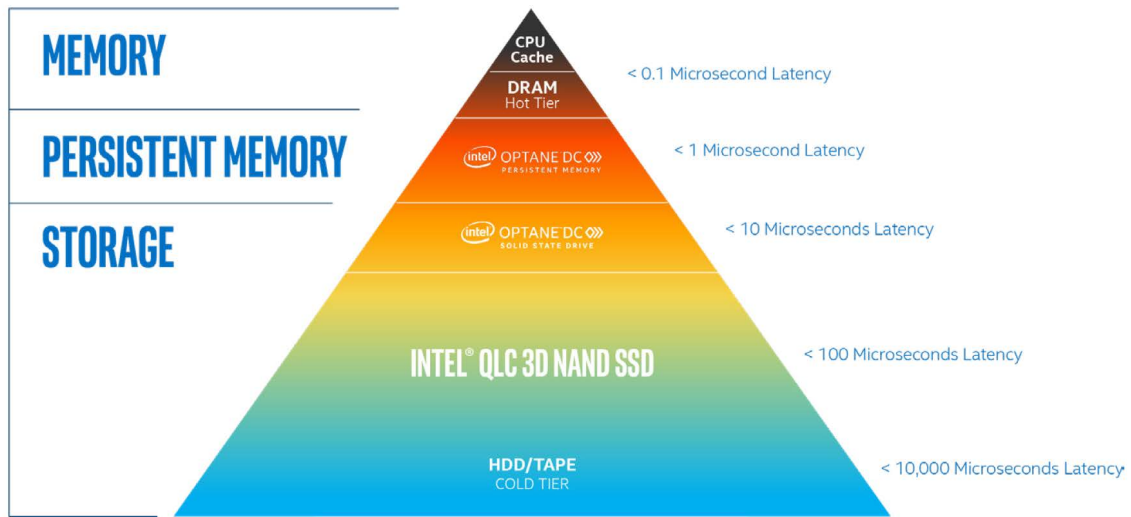 MEMORY
CPU
Cache
< 0.1 Microsecond Latency
DRAM
Hot Tier
PERSISTENT MEMORY
intel OPTANE DC
PERSISTENT MEMORY
< 1 Microsecond Latency
STORAGE
intel OPTANE DC
SOLID STATE DRIVE
< 10 Microseconds Latency
INTEL® QLC 3D NAND SSD
< 100 Microseconds Latency
HDD/TAPE
COLD TIER
< 10,000 Microseconds Latency